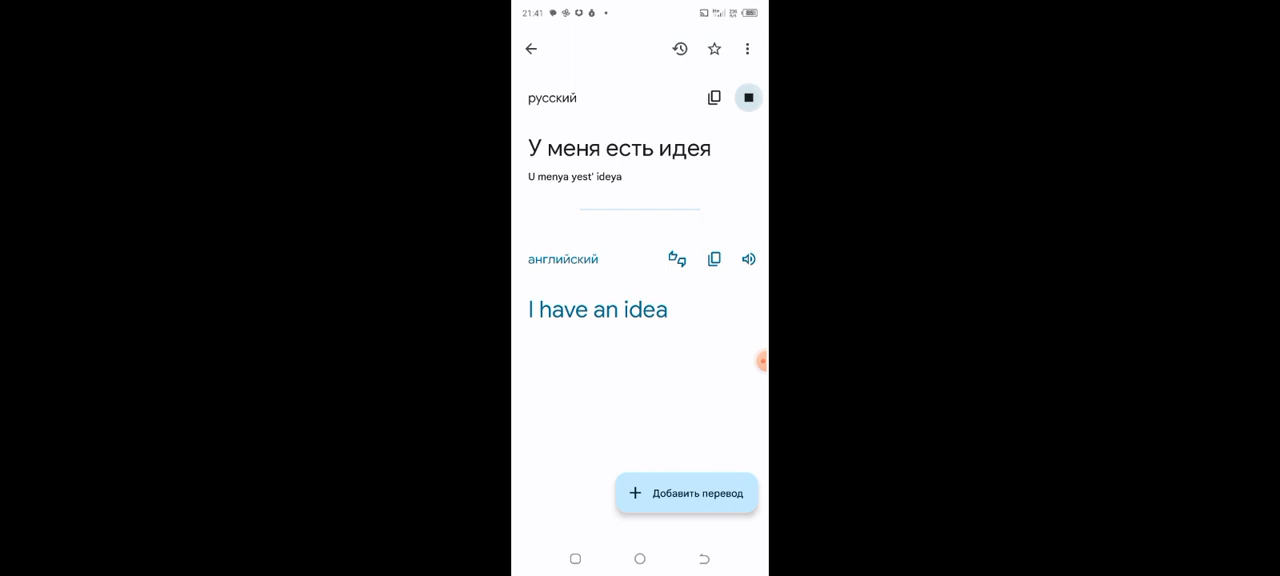 21:41
русский
У меня есть идея
U menya yest' ideya
английский
I have an idea
Добавить перевод